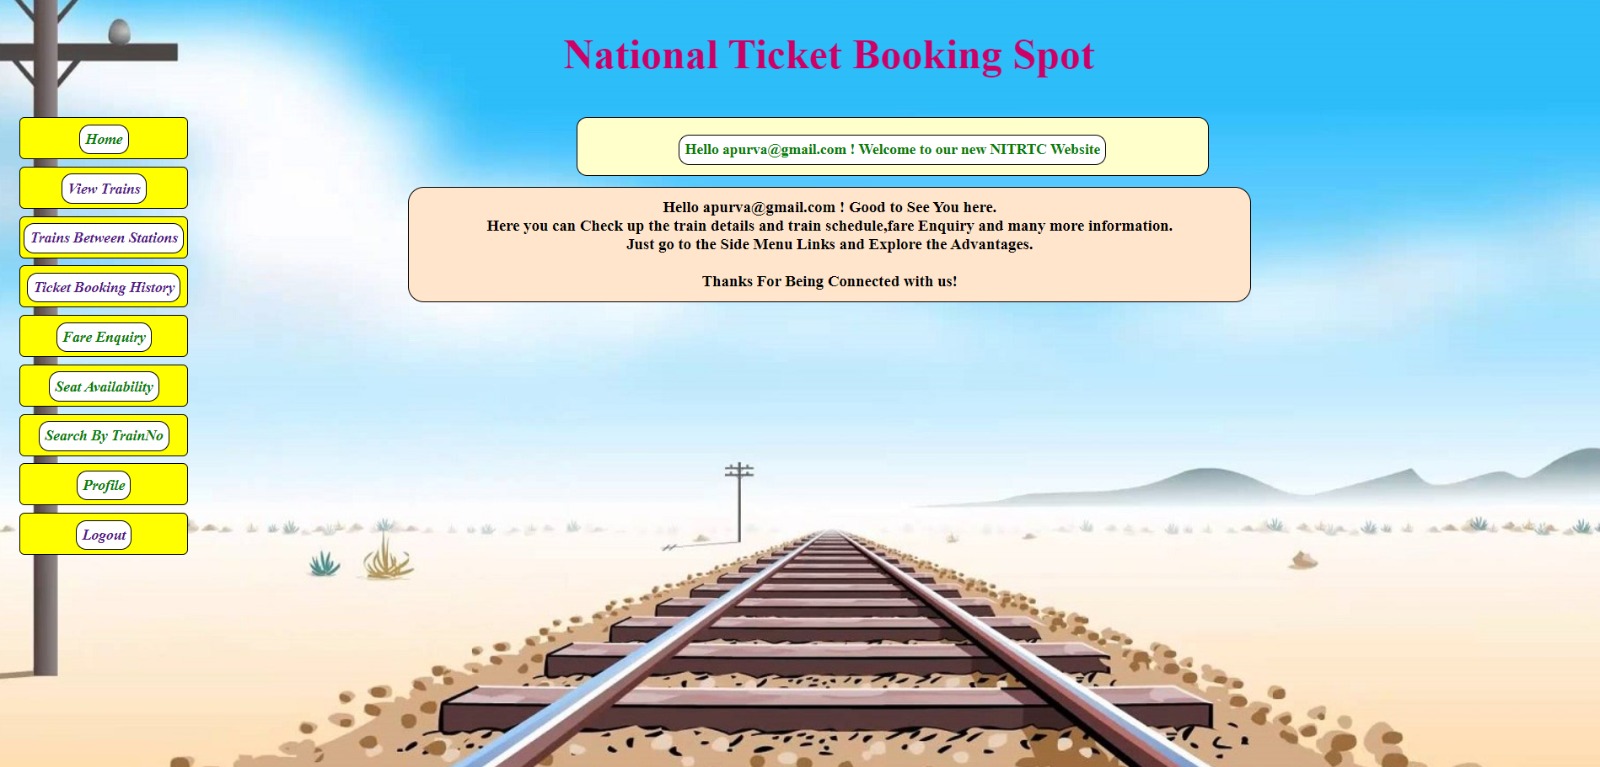 National Ticket Booking Spot
Home
View Trains
Trains Between Stations
Ticket Booking History
Fare Enquiry
Seat Availability
Search By TrainNo
Profile
Logout
Hello apurva@gmail.com ! Welcome to our new NITRTC Website
Hello apurva@gmail.com ! Good to See You here.
Here you can Check up the train details and train schedule,fare Enquiry and many more information.
Just go to the Side Menu Links and Explore the Advantages.
Thanks For Being Connected with us!